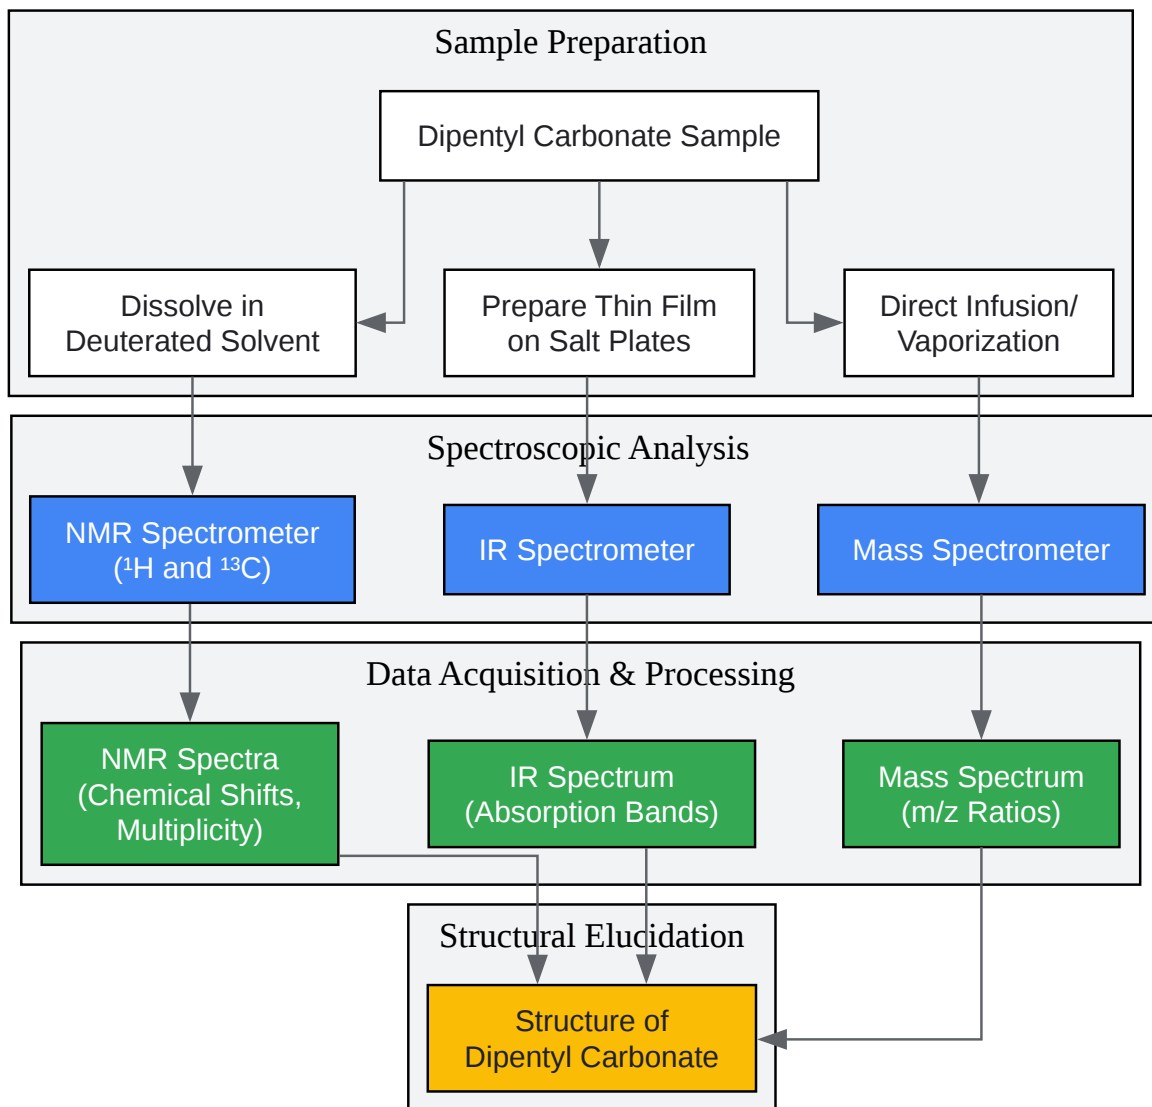 Sample Preparation
Dipentyl Carbonate Sample
Dissolve in
Deuterated Solvent
Prepare Thin Film
on Salt Plates
Direct Infusion/
Vaporization
Spectroscopic Analysis
NMR Spectrometer
(¹H and ¹³C)
IR Spectrometer
Mass Spectrometer
Data Acquisition & Processing
NMR Spectra
(Chemical Shifts,
Multiplicity)
IR Spectrum
(Absorption Bands)
Mass Spectrum
(m/z Ratios)
Structural Elucidation
Structure of
Dipentyl Carbonate